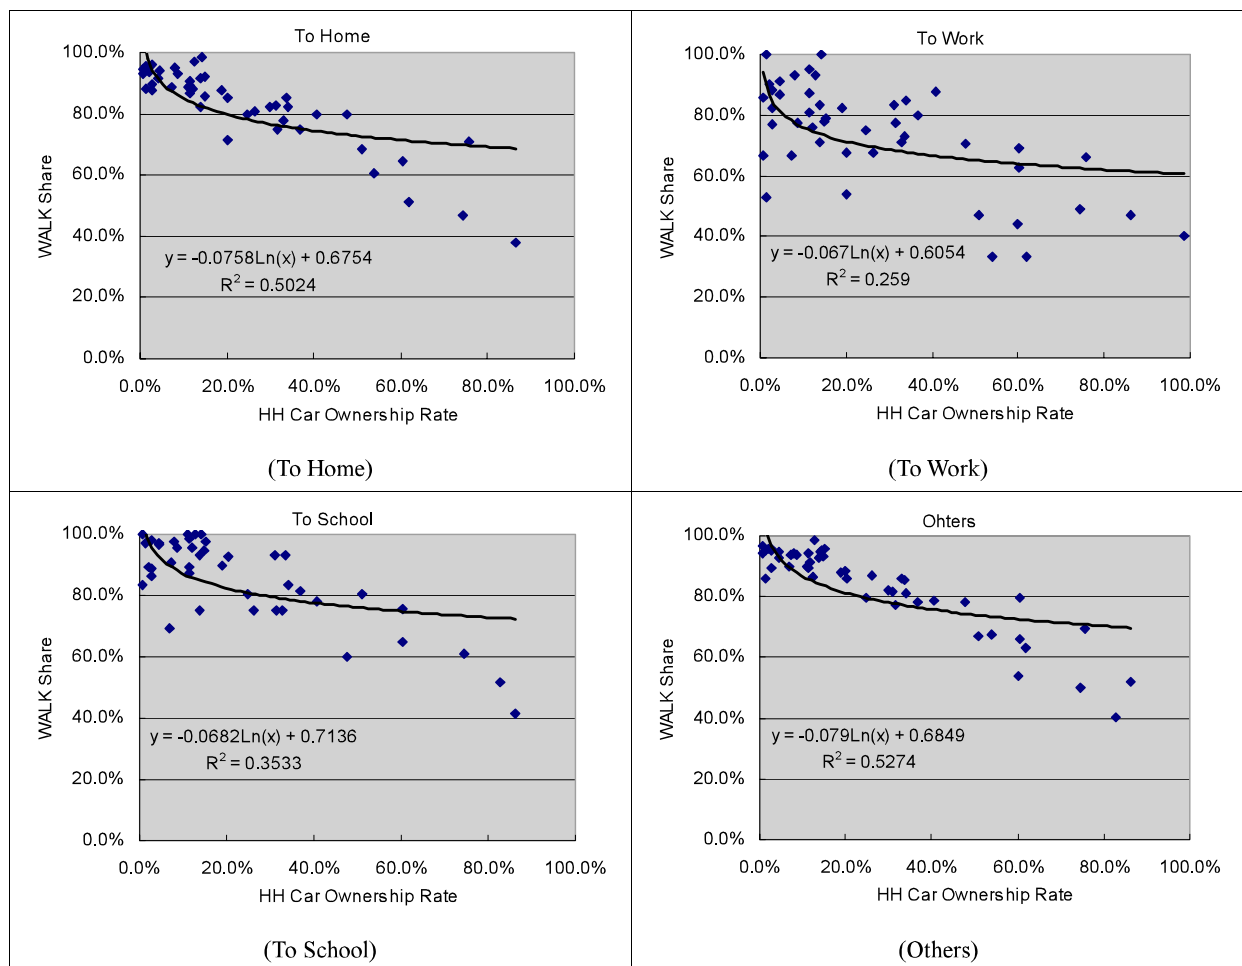 To Home
100.0%
80.0%
60.0%
40.0%
20.0%
0.0%
WALK Share
y = -0.0758Ln(x) + 0.6754
R² = 0.5024
0.0% 20.0% 40.0% 60.0% 80.0% 100.0%
HH Car Ownership Rate
(To Home)
To Work
100.0%
80.0%
60.0%
40.0%
20.0%
0.0%
WALK Share
y = -0.067Ln(x) + 0.6054
R² = 0.259
0.0% 20.0% 40.0% 60.0% 80.0% 100.0%
HH Car Ownership Rate
(To Work)
To School
100.0%
80.0%
60.0%
40.0%
20.0%
0.0%
WALK Share
y = -0.0682Ln(x) + 0.7136
R² = 0.3533
0.0% 20.0% 40.0% 60.0% 80.0% 100.0%
HH Car Ownership Rate
(To School)
Ohters
100.0%
80.0%
60.0%
40.0%
20.0%
0.0%
WALK Share
y = -0.079Ln(x) + 0.6849
R² = 0.5274
0.0% 20.0% 40.0% 60.0% 80.0% 100.0%
HH Car Ownership Rate
(Others)